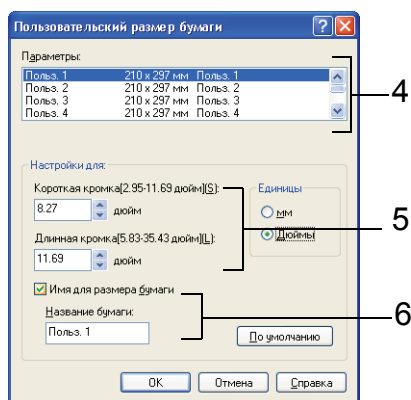 Пользовательский размер бумаги
Параметры:
Польз. 1 210 x 297 мм Польз. 1
Польз. 2 210 x 297 мм Польз. 2
Польз. 3 210 x 297 мм Польз. 3
Польз. 4 210 x 297 мм Польз. 4
4
Настройки для:
Короткая кромка[2.95-11.69 дюйм](S):
8.27 дюйм
Длинная кромка[5.83-35.43 дюйм](L):
11.69 дюйм
Единицы
мм
Дюймы
5
Имя для размера бумаги
Название бумаги:
Польз. 1
6
По умолчанию
OK Отмена Справка